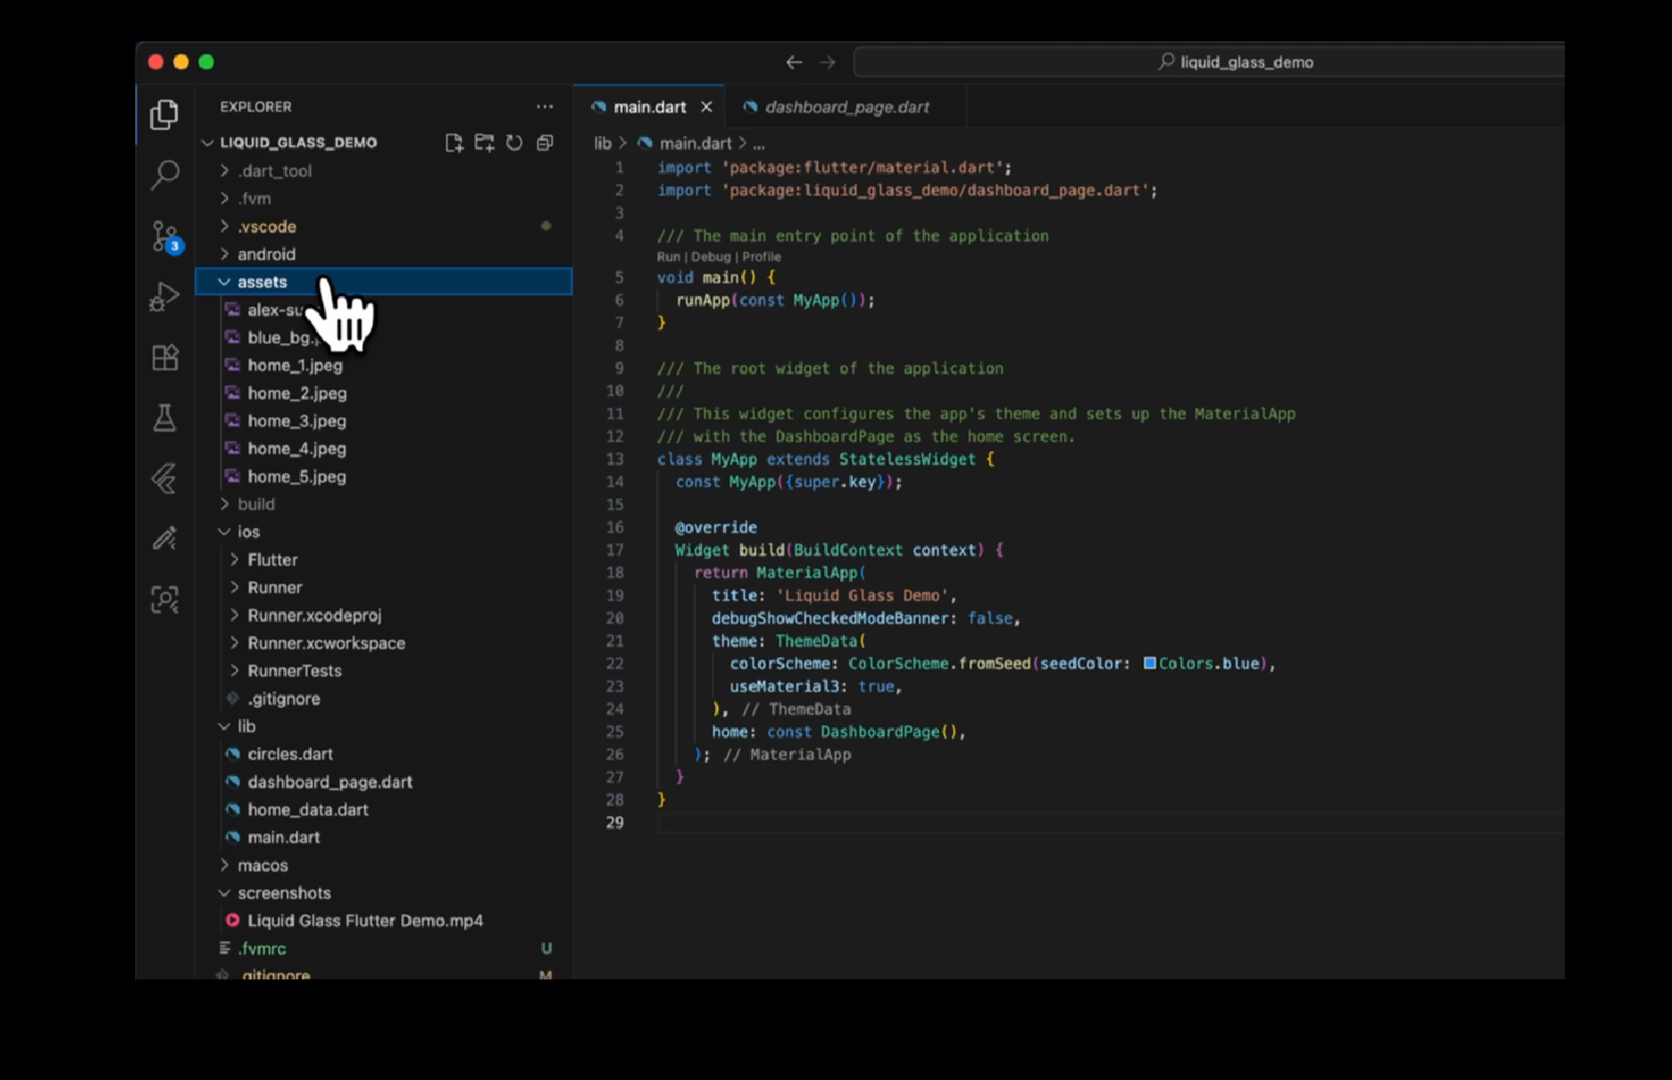 liquid_glass_demo
EXPLORER
LIQUID_GLASS_DEMO
.dart_tool
.fvm
.vscode
3
android
assets
blue_bg.
home_1.jpeg
home_2.jpeg
home_3.jpeg
home_4.jpeg
home_5.jpeg
build
ios
Flutter
Runner
Runner.xcodeproj
Runner.xcworkspace
RunnerTests
.gitignore
lib
circles.dart
dashboard_page.dart
home_data.dart
main.dart
macos
screenshots
Liquid Glass Flutter Demo.mp4
.fvmrc U
.gitignore M
main.dart
dashboard_page.dart
lib > main.dart > ...
1 import 'package:flutter/material.dart';
2 import 'package:liquid_glass_demo/dashboard_page.dart';
3
4 /// The main entry point of the application
Run | Debug | Profile
5 void main() {
6 runApp(const MyApp());
7 }
8
9 /// The root widget of the application
10 ///
11 /// This widget configures the app's theme and sets up the MaterialApp
12 /// with the DashboardPage as the home screen.
13 class MyApp extends StatelessWidget {
14 const MyApp({super.key});
15
16 @override
17 Widget build(BuildContext context) {
18 return MaterialApp(
19 title: 'Liquid Glass Demo',
20 debugShowCheckedModeBanner: false,
21 theme: ThemeData(
22 colorScheme: ColorScheme.fromSeed(seedColor: Colors.blue),
23 useMaterial3: true,
24 ), // ThemeData
25 home: const DashboardPage(),
26 ); // MaterialApp
27 }
28 }
29